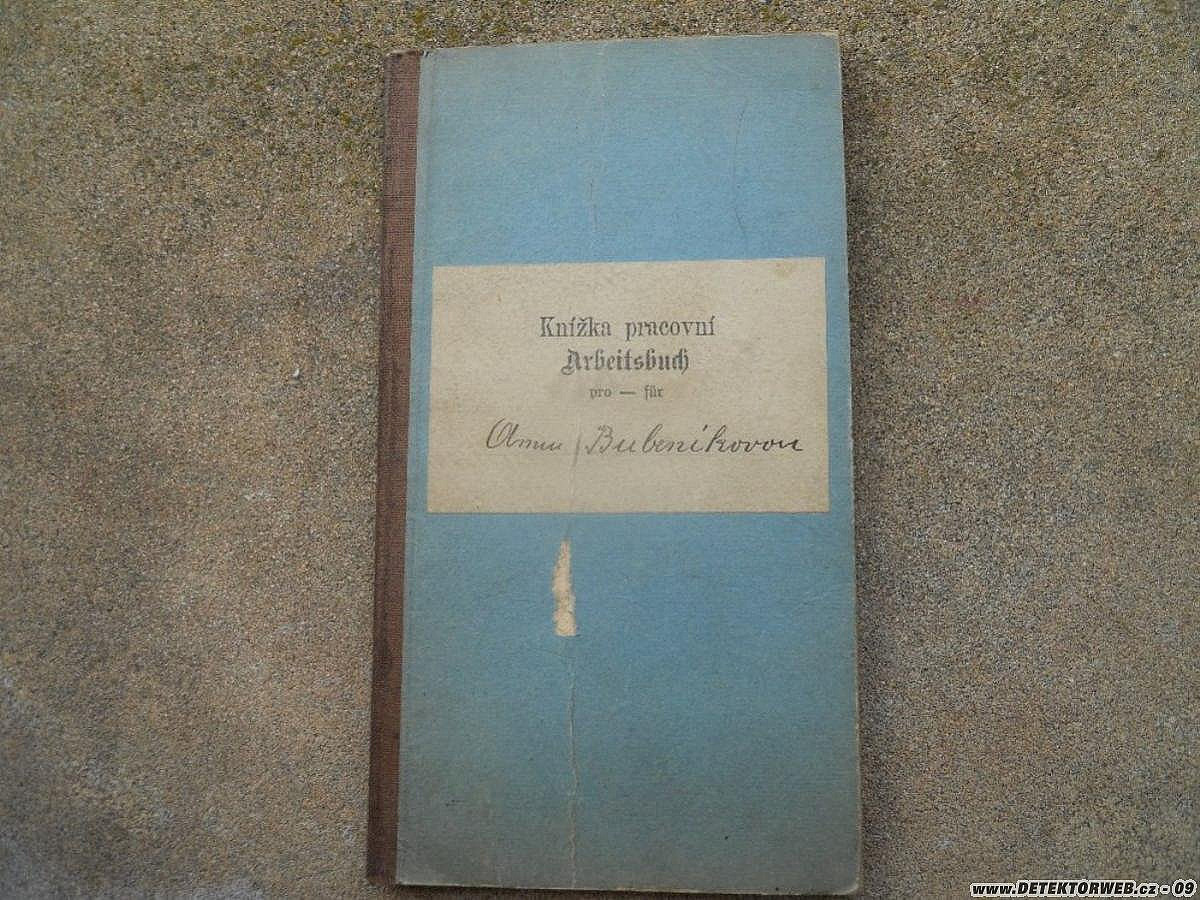 Knížka pracovní
Arbeitsbuch
pro — für
Annu Bubeníkovou
www.DETEKTORWEB.cz - 09